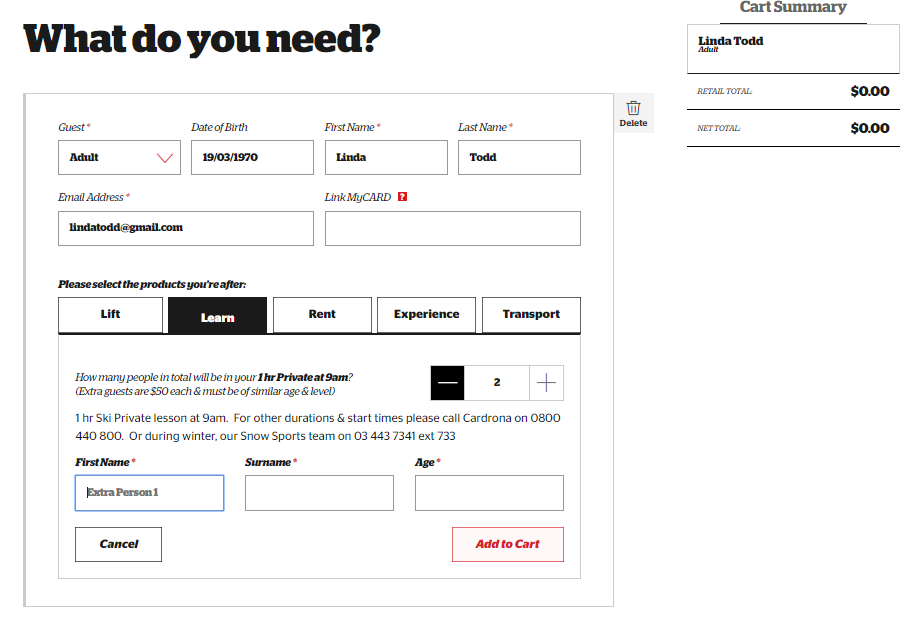 What do you need?
Cart Summary
Linda Todd
Adult
RETAIL TOTAL: $0.00
NET TOTAL: $0.00
Delete
Guest * Date of Birth First Name * Last Name *
Adult 19/03/1970 Linda Todd
Email Address * Link MyCARD ?
lindatodd@gmail.com
Please select the products you're after:
Lift Learn Rent Experience Transport
How many people in total will be in your 1 hr Private at 9am? 2
(Extra guests are $50 each & must be of similar age & level)
1 hr Ski Private lesson at 9am. For other durations & start times please call Cardrona on 0800
440 800. Or during winter, our Snow Sports team on 03 443 7341 ext 733
First Name * Surname * Age *
Extra Person 1
Cancel Add to Cart